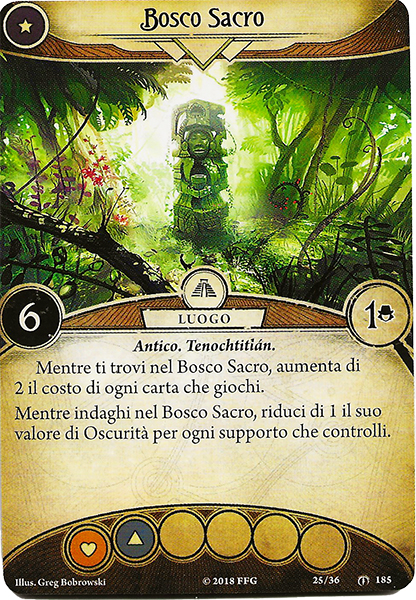 Bosco Sacro
6
LUOGO
1
Antico. Tenochtitlán.
Mentre ti trovi nel Bosco Sacro, aumenta di
2 il costo di ogni carta che giochi.
Mentre indaghi nel Bosco Sacro, riduci di 1 il suo
valore di Oscurità per ogni supporto che controlli.
Illus. Greg Bobrowski
© 2018 FFG
25/36
185